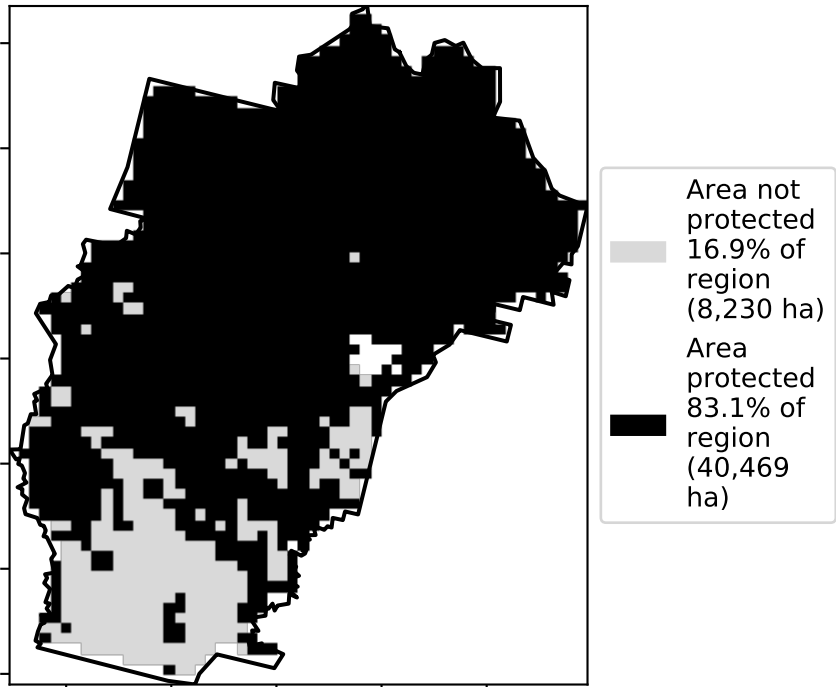 Area not
protected
16.9% of
region
(8,230 ha)
Area
protected
83.1% of
region
(40,469
ha)